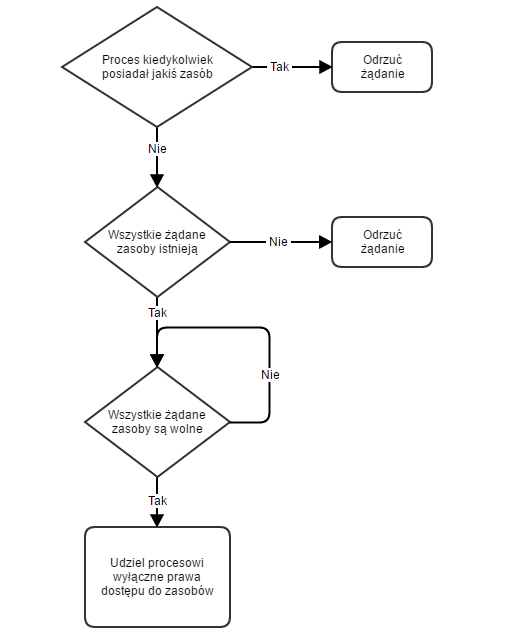 Proces kiedykolwiek
posiadał jakiś zasób
Tak
Odrzuć
żądanie
Nie
Wszystkie żądane
zasoby istnieją
Nie
Odrzuć
żądanie
Tak
Nie
Wszystkie żądane
zasoby są wolne
Tak
Udziel procesowi
wyłączne prawa
dostępu do zasobów